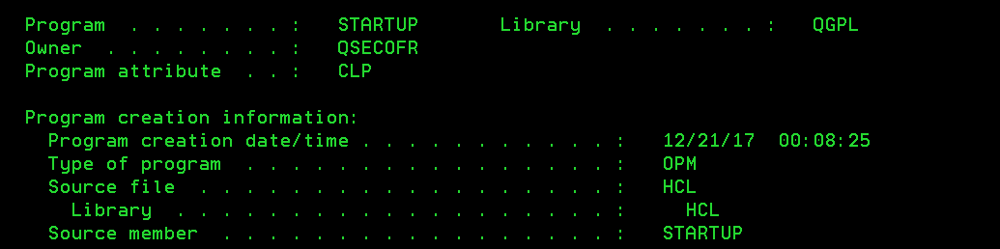 Program  . . . . . . . :   STARTUP       Library  . . . . . . . :   QGPL
Owner  . . . . . . . . :   QSECOFR
Program attribute  . . :   CLP
Program creation information:
  Program creation date/time . . . . . . . . . . . :   12/21/17  00:08:25
  Type of program  . . . . . . . . . . . . . . . . :   OPM
  Source file  . . . . . . . . . . . . . . . . . . :   HCL
    Library  . . . . . . . . . . . . . . . . . . . :     HCL
  Source member  . . . . . . . . . . . . . . . . . :   STARTUP